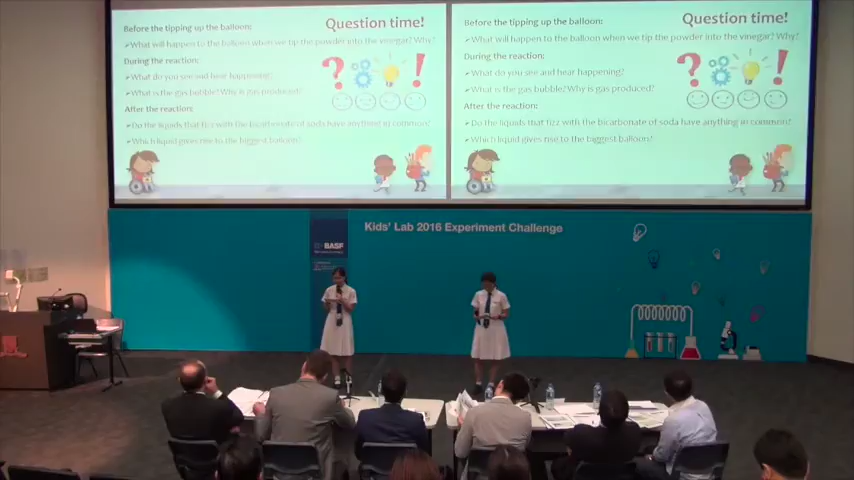 Before the tipping up the balloon:
Question time!
➢What will happen to the balloon when we tip the powder into the vinegar? Why?
During the reaction:
➢What do you see and hear happening?
➢What is the gas bubble? Why is gas produced?
After the reaction:
➢Do the liquids that fizz with the bicarbonate of soda have anything in common?
➢Which liquid gives rise to the biggest balloon?
Before the tipping up the balloon:
Question time!
➢What will happen to the balloon when we tip the powder into the vinegar? Why?
During the reaction:
➢What do you see and hear happening?
➢What is the gas bubble? Why is gas produced?
After the reaction:
➢Do the liquids that fizz with the bicarbonate of soda have anything in common?
➢Which liquid gives rise to the biggest balloon?
Kids' Lab 2016 Experiment Challenge
BASF